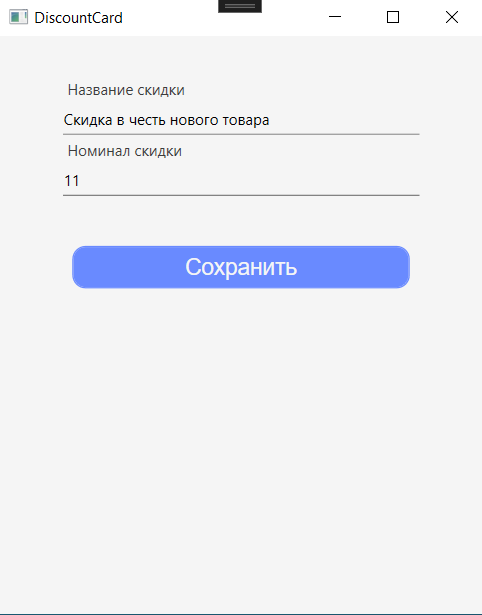 DiscountCard
Название скидки
Скидка в честь нового товара
Номинал скидки
11
Сохранить